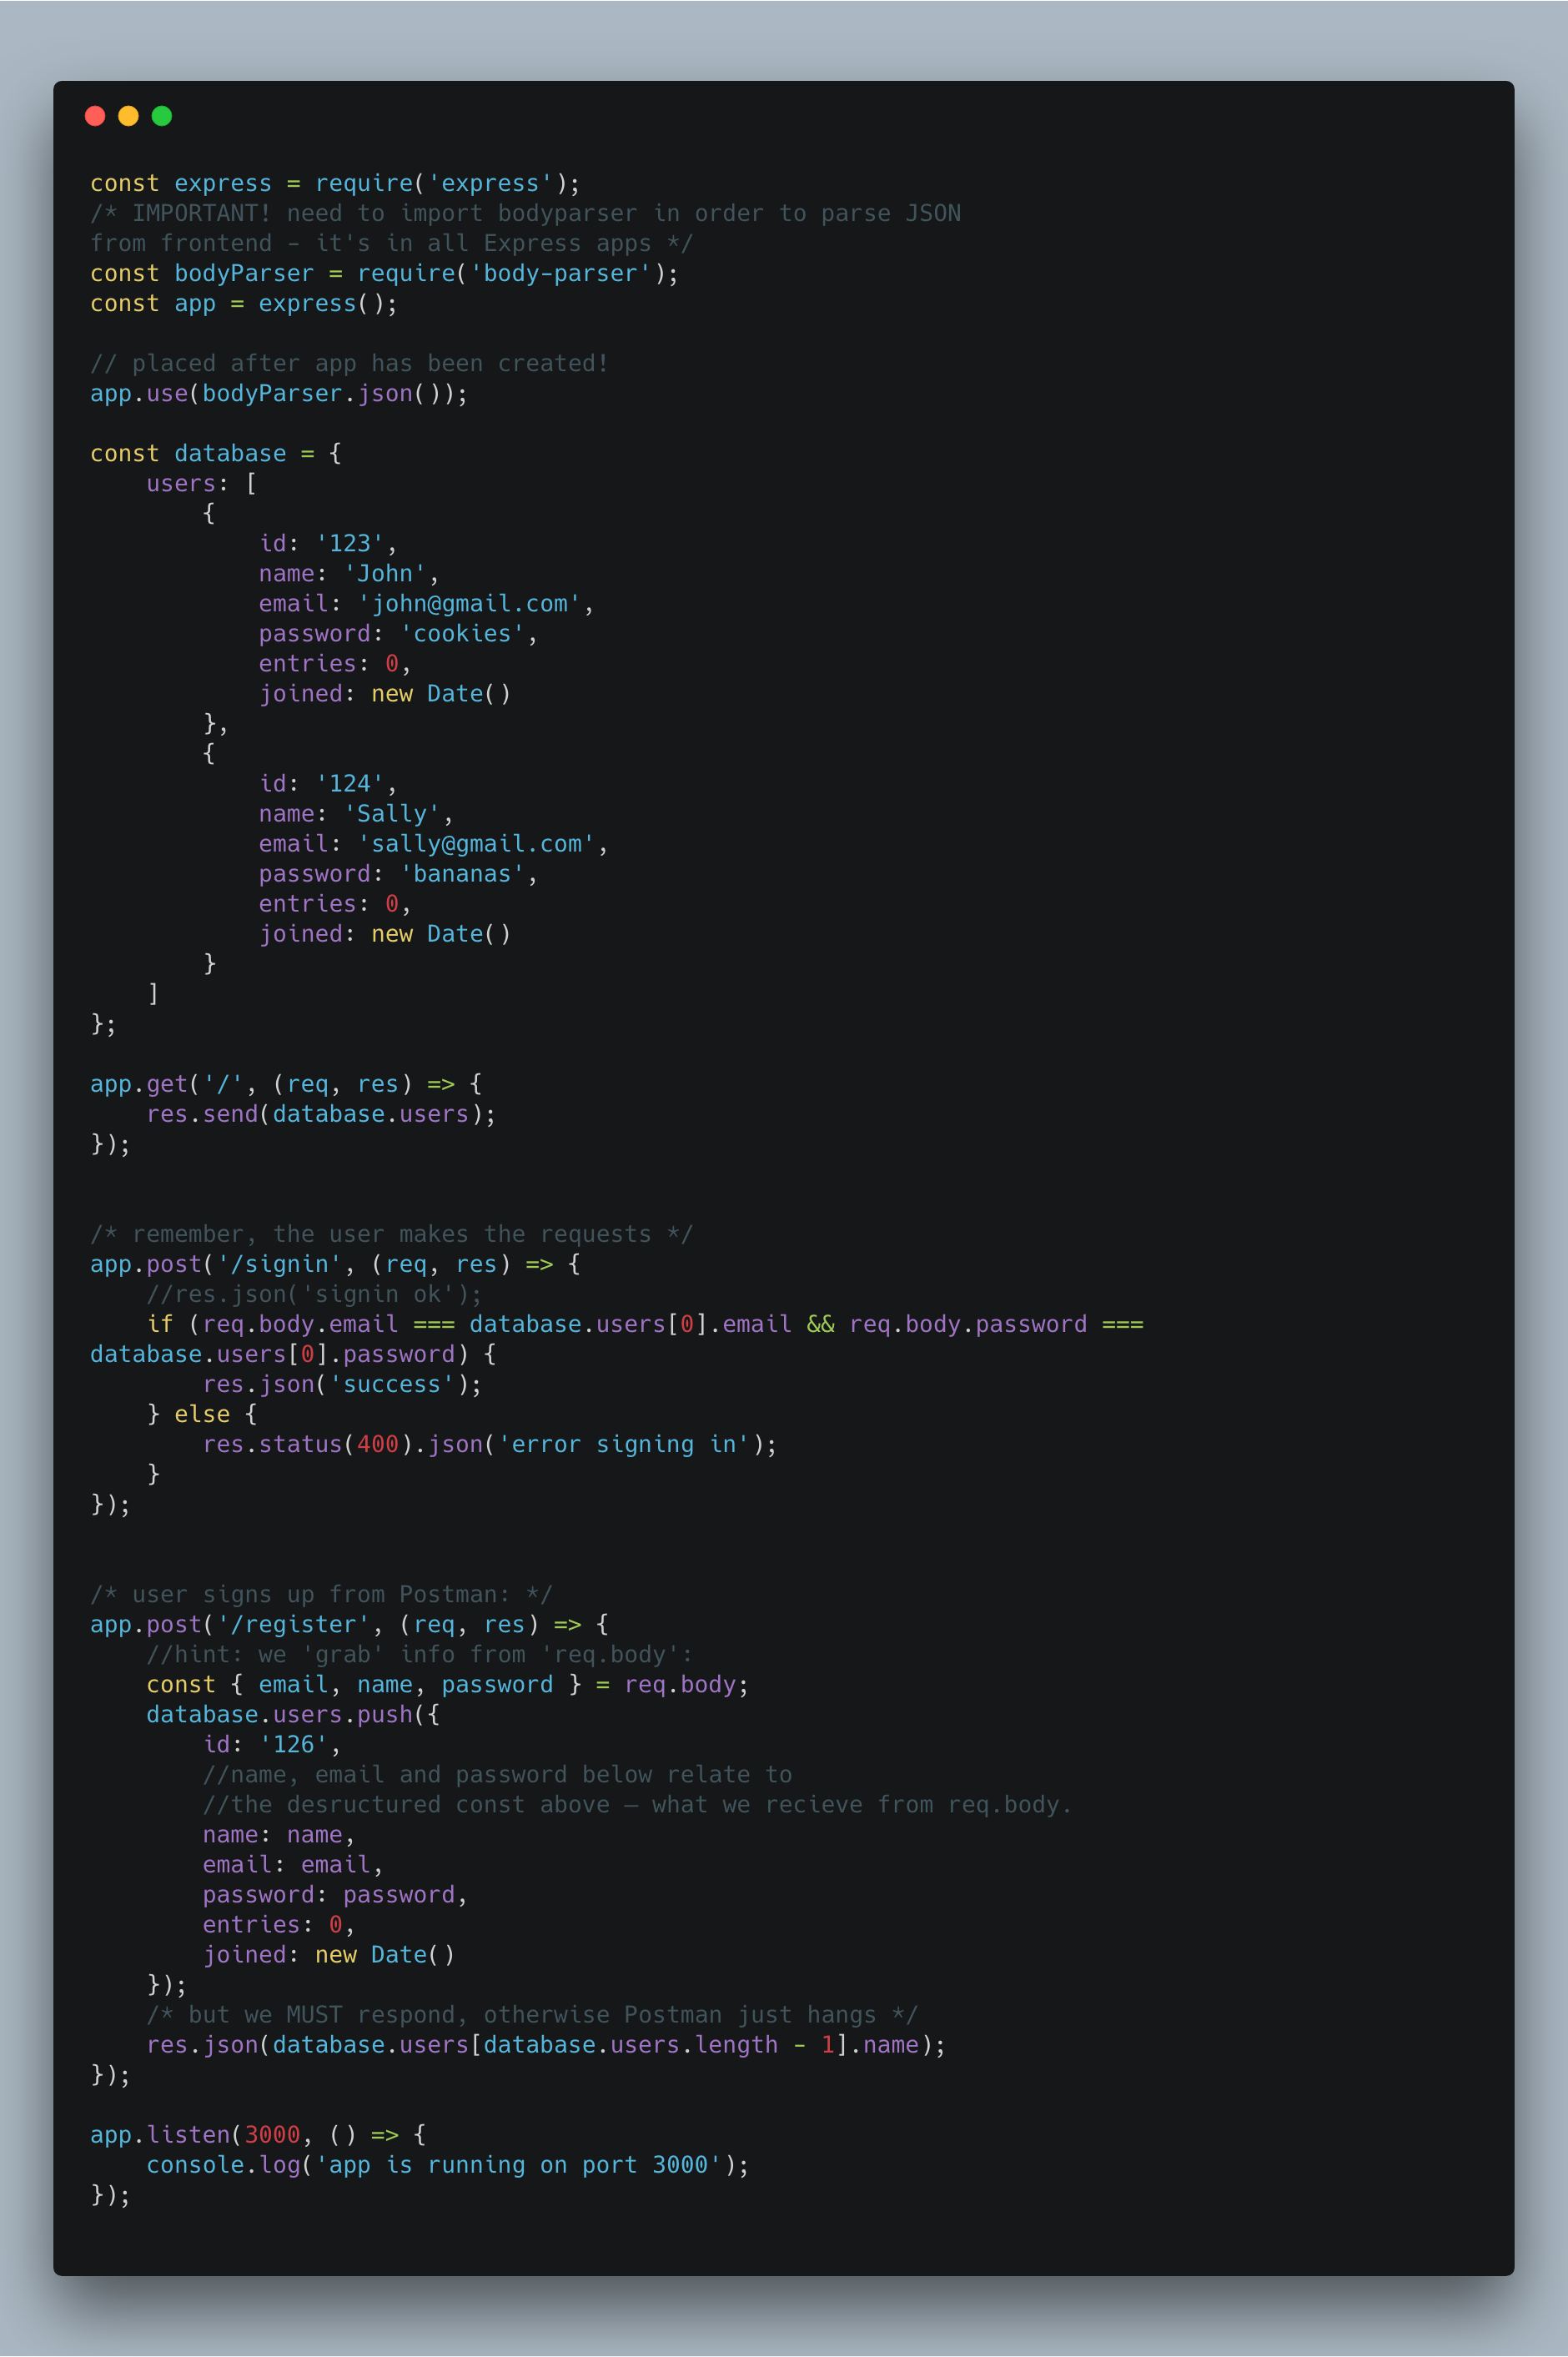 const express = require('express');
/* IMPORTANT! need to import bodyparser in order to parse JSON
from frontend - it's in all Express apps */
const bodyParser = require('body-parser');
const app = express();

// placed after app has been created!
app.use(bodyParser.json());

const database = {
    users: [
        {
            id: '123',
            name: 'John',
            email: 'john@gmail.com',
            password: 'cookies',
            entries: 0,
            joined: new Date()
        },
        {
            id: '124',
            name: 'Sally',
            email: 'sally@gmail.com',
            password: 'bananas',
            entries: 0,
            joined: new Date()
        }
    ]
};

app.get('/', (req, res) => {
    res.send(database.users);
});


/* remember, the user makes the requests */
app.post('/signin', (req, res) => {
    //res.json('signin ok');
    if (req.body.email === database.users[0].email && req.body.password ===
database.users[0].password) {
        res.json('success');
    } else {
        res.status(400).json('error signing in');
    }
});


/* user signs up from Postman: */
app.post('/register', (req, res) => {
    //hint: we 'grab' info from 'req.body':
    const { email, name, password } = req.body;
    database.users.push({
        id: '126',
        //name, email and password below relate to
        //the desructured const above – what we recieve from req.body.
        name: name,
        email: email,
        password: password,
        entries: 0,
        joined: new Date()
    });
    /* but we MUST respond, otherwise Postman just hangs */
    res.json(database.users[database.users.length - 1].name);
});

app.listen(3000, () => {
    console.log('app is running on port 3000');
});